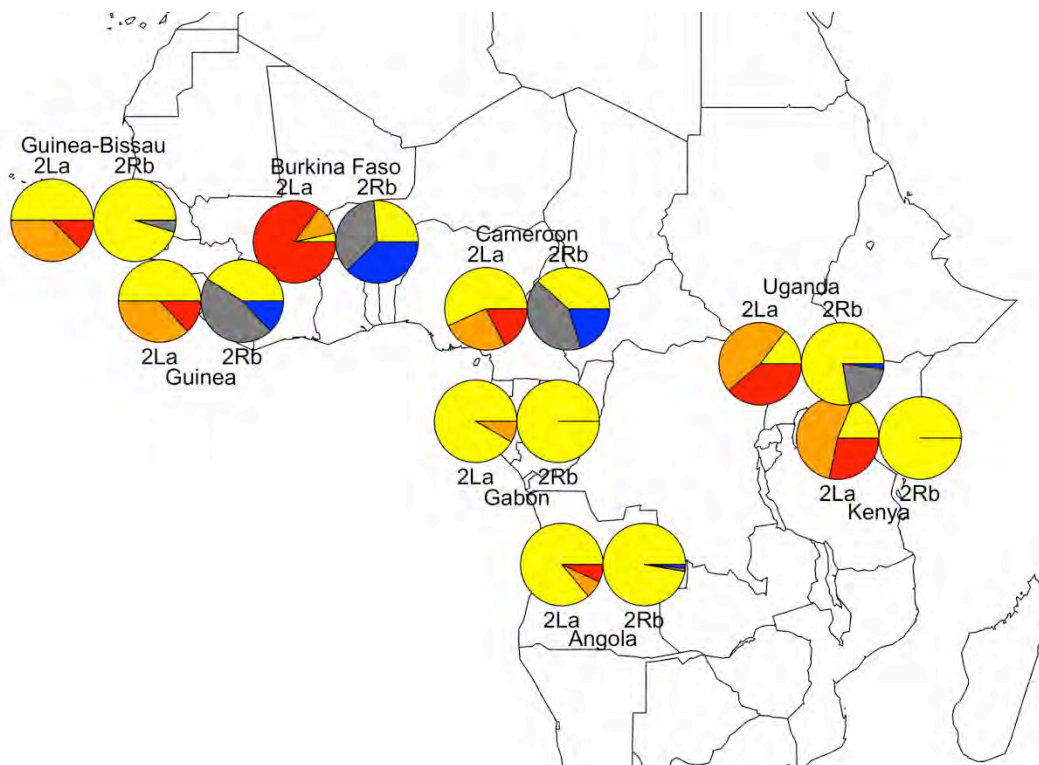 Guinea-Bissau
2La 2Rb
Burkina Faso
2La 2Rb
Cameroon
2La 2Rb
Uganda
2La 2Rb
2La 2Rb
Guinea
2La 2Rb
Gabon
2La 2Rb
Kenya
2La 2Rb
Angola